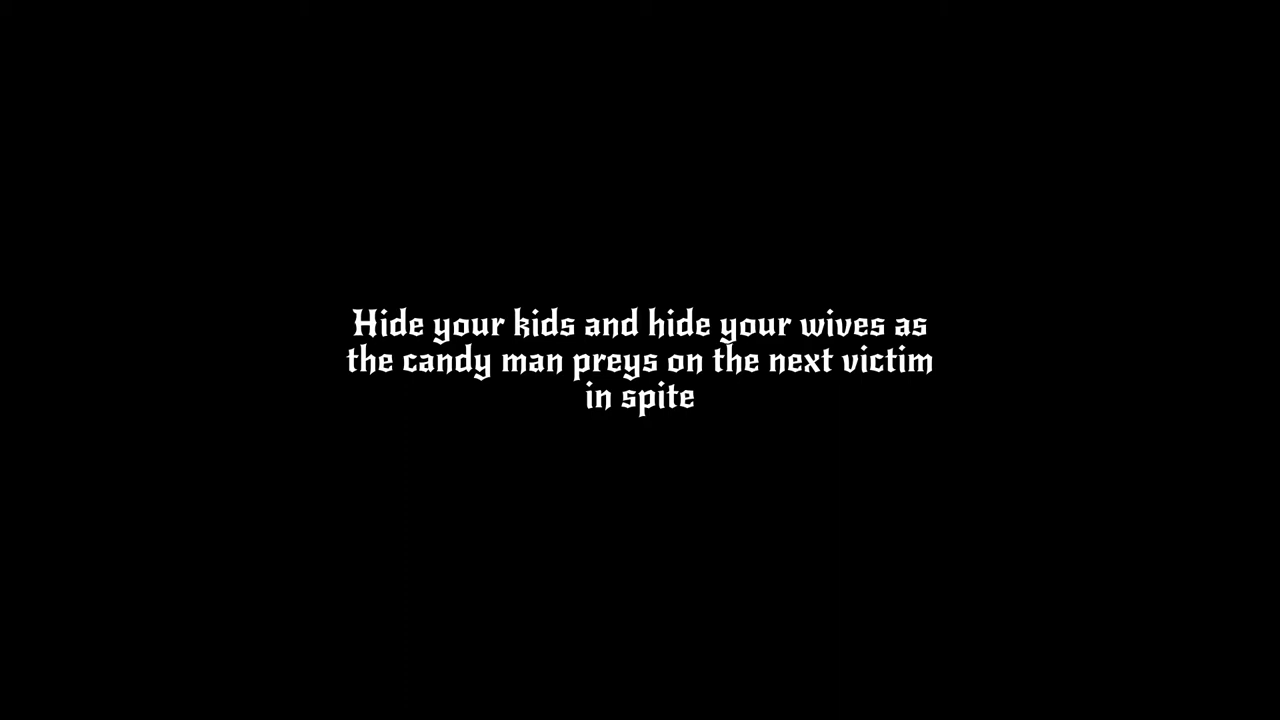 Hide your kids and hide your wives as
the candy man preys on the next victim
in spite